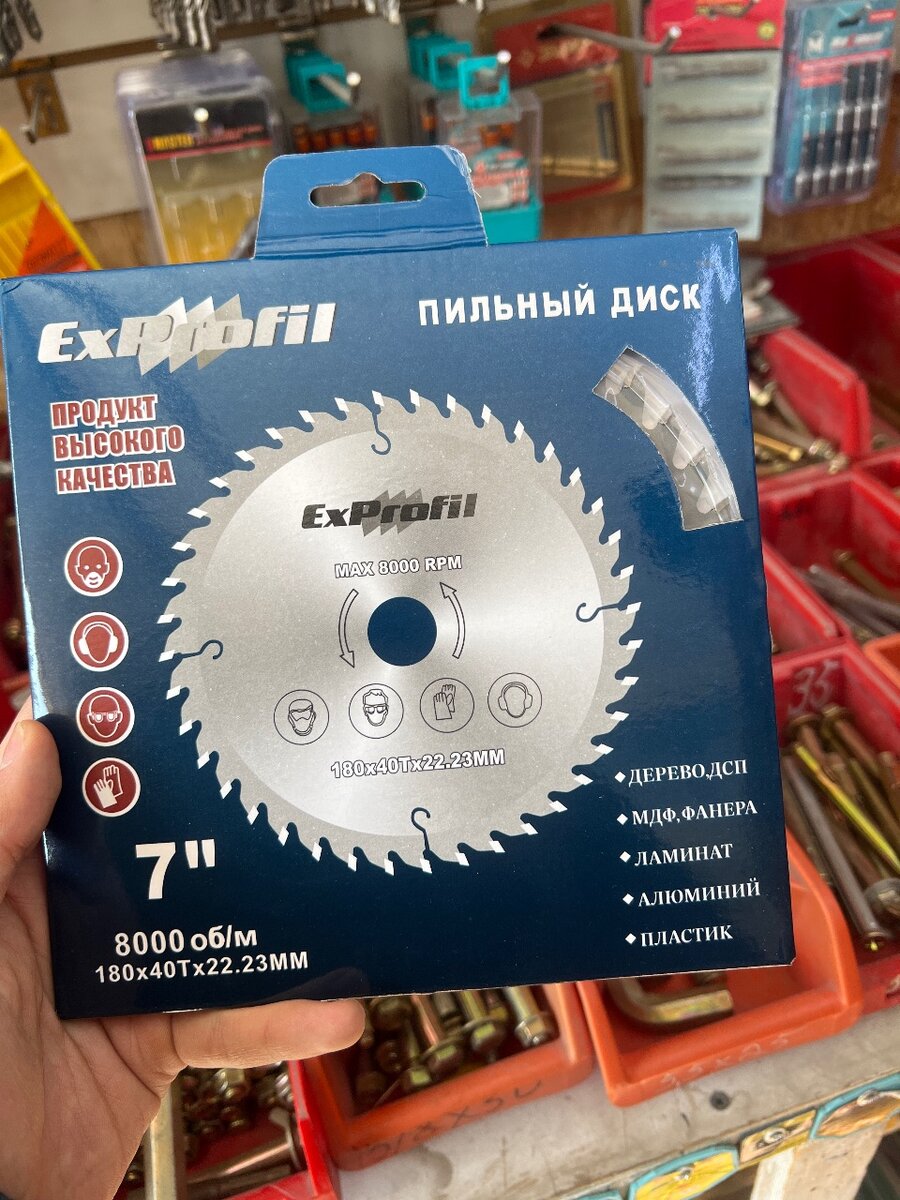 ExProfil
ПИЛЬНЫЙ ДИСК
ПРОДУКТ
ВЫСОКОГО
КАЧЕСТВА
ExProfil
MAX 8000 RPM
180x40Tx22.23MM
ДЕРЕВО,ДСП
МДФ,ФАНЕРА
ЛАМИНАТ
АЛЮМИНИЙ
ПЛАСТИК
7"
8000 об/м
180x40Tx22.23MM
35